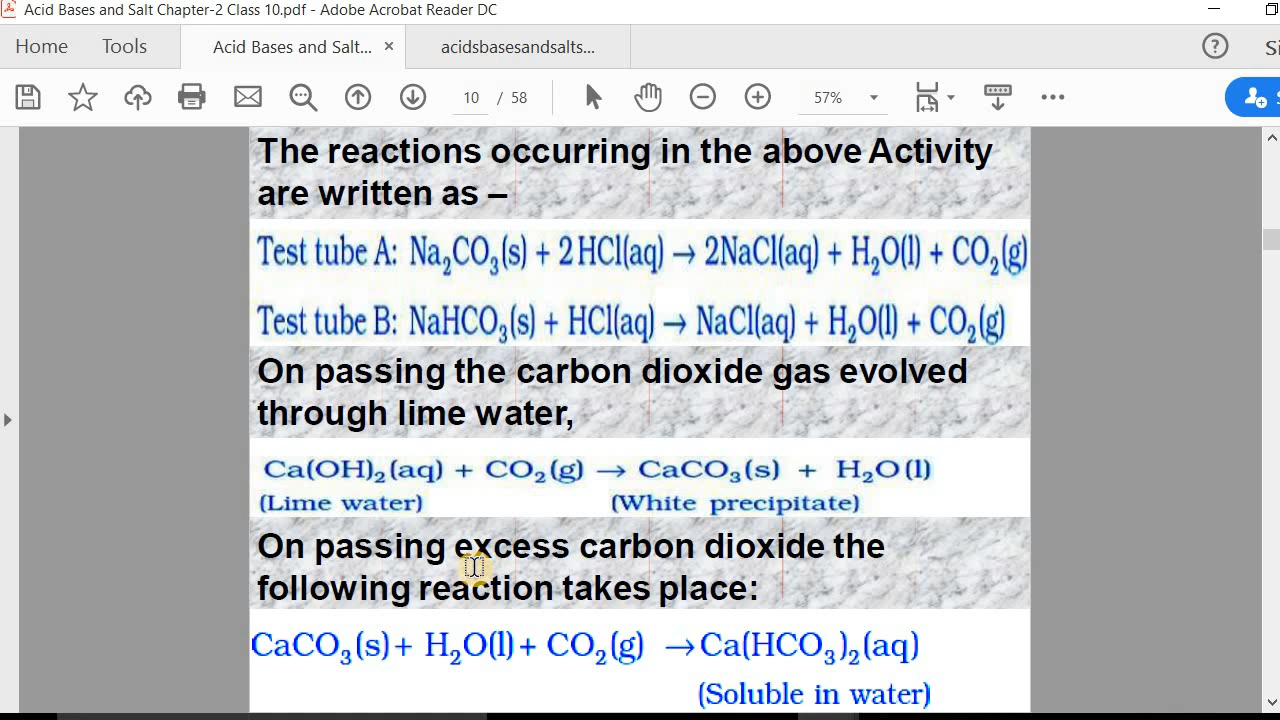 Acid Bases and Salt Chapter-2 Class 10.pdf - Adobe Acrobat Reader DC
Home Tools Acid Bases and Salt... × acidsbasesandsalts... ?
10 / 58 57%
The reactions occurring in the above Activity
are written as –
Test tube A: Na₂CO₃(s) + 2 HCl(aq) → 2NaCl(aq) + H₂O(l) + CO₂(g)
Test tube B: NaHCO₃(s) + HCl(aq) → NaCl(aq) + H₂O(l) + CO₂(g)
On passing the carbon dioxide gas evolved
through lime water,
Ca(OH)₂(aq) + CO₂(g) → CaCO₃(s) + H₂O(l)
(Lime water) (White precipitate)
On passing excess carbon dioxide the
following reaction takes place:
CaCO₃(s) + H₂O(l) + CO₂(g) → Ca(HCO₃)₂(aq)
(Soluble in water)